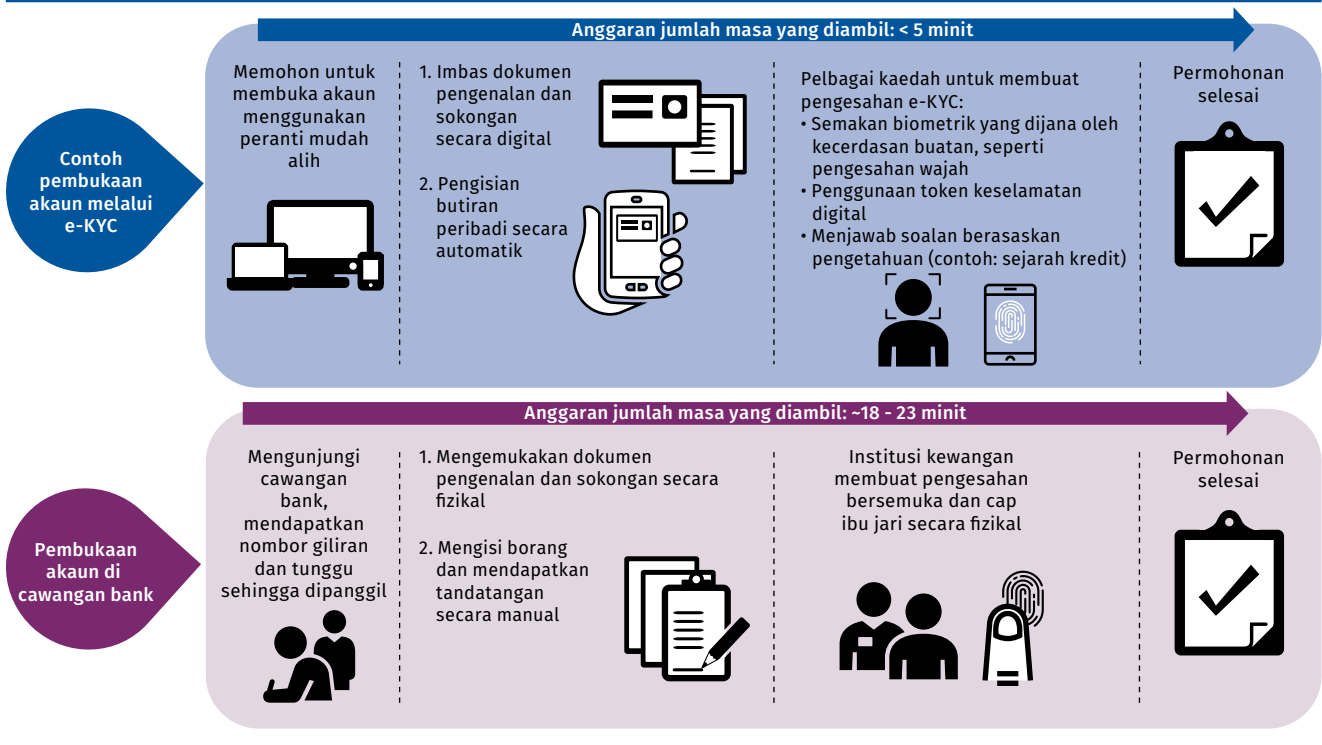 Anggaran jumlah masa yang diambil: < 5 minit
Contoh
pembukaan
akaun melalui
e-KYC
Memohon untuk
membuka akaun
menggunakan
peranti mudah
alih
1. Imbas dokumen
pengenalan dan
sokongan
secara digital
2. Pengisian
butiran
peribadi secara
automatik
Pelbagai kaedah untuk membuat
pengesahan e-KYC:
• Semakan biometrik yang dijana oleh
kecerdasan buatan, seperti
pengesahan wajah
• Penggunaan token keselamatan
digital
• Menjawab soalan berasaskan
pengetahuan (contoh: sejarah kredit)
Permohonan
selesai
Anggaran jumlah masa yang diambil: ~18 - 23 minit
Pembukaan
akaun di
cawangan bank
Mengunjungi
cawangan
bank,
mendapatkan
nombor giliran
dan tunggu
sehingga dipanggil
1. Mengemukakan dokumen
pengenalan dan sokongan secara
fizikal
2. Mengisi borang
dan mendapatkan
tandatangan
secara manual
Institusi kewangan
membuat pengesahan
bersemuka dan cap
ibu jari secara fizikal
Permohonan
selesai